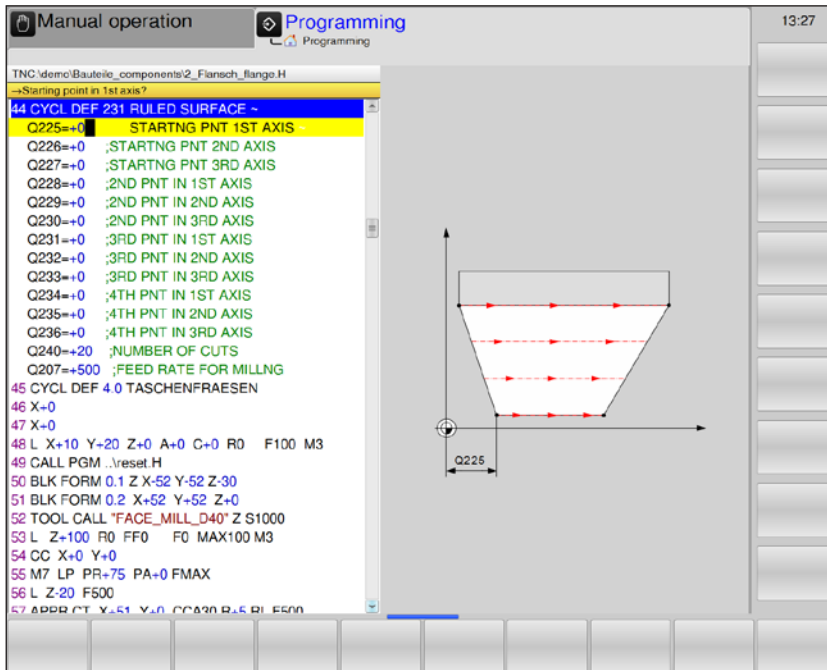 Manual operation
Programming
Programming
13:27
TNC:\demo\Bauteile_components\2_Flansch_flange.H
→Starting point in 1st axis?
44 CYCL DEF 231 RULED SURFACE ~
Q225=+0 STARTNG PNT 1ST AXIS ~
Q226=+0 ;STARTNG PNT 2ND AXIS
Q227=+0 ;STARTNG PNT 3RD AXIS
Q228=+0 ;2ND PNT IN 1ST AXIS
Q229=+0 ;2ND PNT IN 2ND AXIS
Q230=+0 ;2ND PNT IN 3RD AXIS
Q231=+0 ;3RD PNT IN 1ST AXIS
Q232=+0 ;3RD PNT IN 2ND AXIS
Q233=+0 ;3RD PNT IN 3RD AXIS
Q234=+0 ;4TH PNT IN 1ST AXIS
Q235=+0 ;4TH PNT IN 2ND AXIS
Q236=+0 ;4TH PNT IN 3RD AXIS
Q240=+20 ;NUMBER OF CUTS
Q207=+500 ;FEED RATE FOR MILLNG
45 CYCL DEF 4.0 TASCHENFRAESEN
46 X+0
47 X+0
48 L X+10 Y+20 Z+0 A+0 C+0 R0 F100 M3
49 CALL PGM ..\reset.H
50 BLK FORM 0.1 Z X-52 Y-52 Z-30
51 BLK FORM 0.2 X+52 Y+52 Z+0
52 TOOL CALL "FACE_MILL_D40" Z S1000
53 L Z+100 R0 FF0 F0 MAX100 M3
54 CC X+0 Y+0
55 M7 LP PR+75 PA+0 FMAX
56 L Z-20 F500
57 APPR CT X+51 Y+0 CCA30 R+5 RL F500
Q225